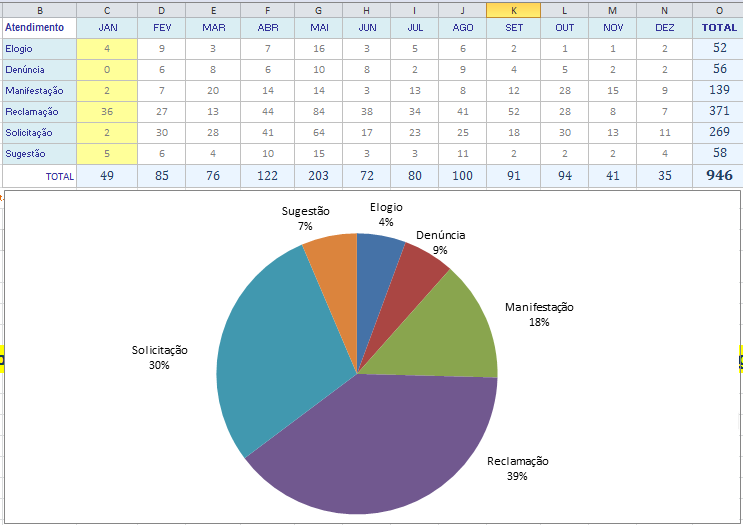 B C D E F G H I J K L M N O
Atendimento JAN FEV MAR ABR MAI JUN JUL AGO SET OUT NOV DEZ TOTAL
Elogio 4 9 3 7 16 3 5 6 2 1 1 2 52
Denúncia 0 6 8 6 10 8 2 9 4 5 2 2 56
Manifestação 2 7 20 14 14 3 13 8 12 28 15 9 139
Reclamação 36 27 13 44 84 38 34 41 52 28 8 7 371
Solicitação 2 30 28 41 64 17 23 25 18 30 13 11 269
Sugestão 5 6 4 10 15 3 3 11 2 2 2 4 58
TOTAL 49 85 76 122 203 72 80 100 91 94 41 35 946
Sugestão
7%
Elogio
4%
Denúncia
9%
Manifestação
18%
Solicitação
30%
Reclamação
39%